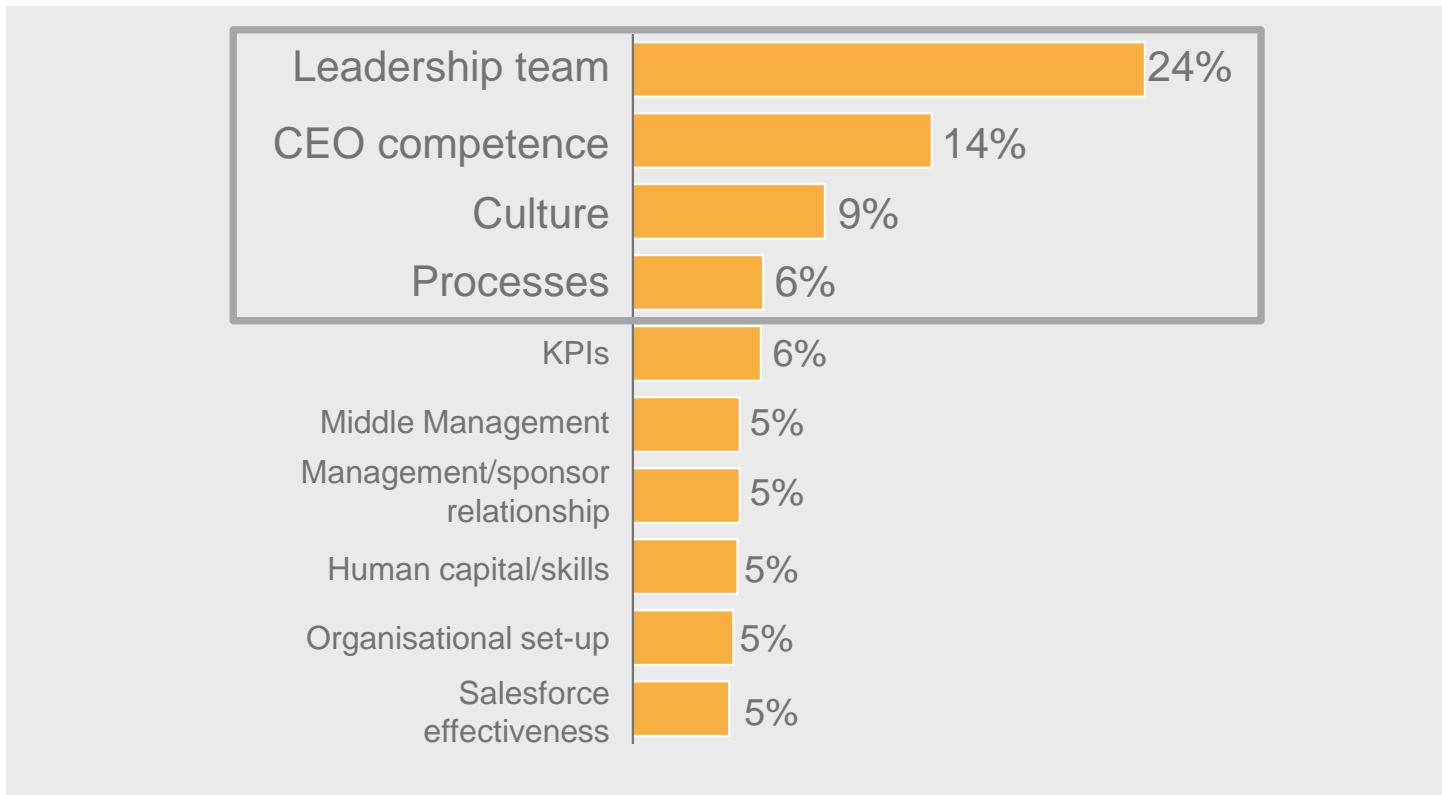 Leadership team 24%
CEO competence 14%
Culture 9%
Processes 6%
KPIs 6%
Middle Management 5%
Management/sponsor
relationship 5%
Human capital/skills 5%
Organisational set-up 5%
Salesforce
effectiveness 5%